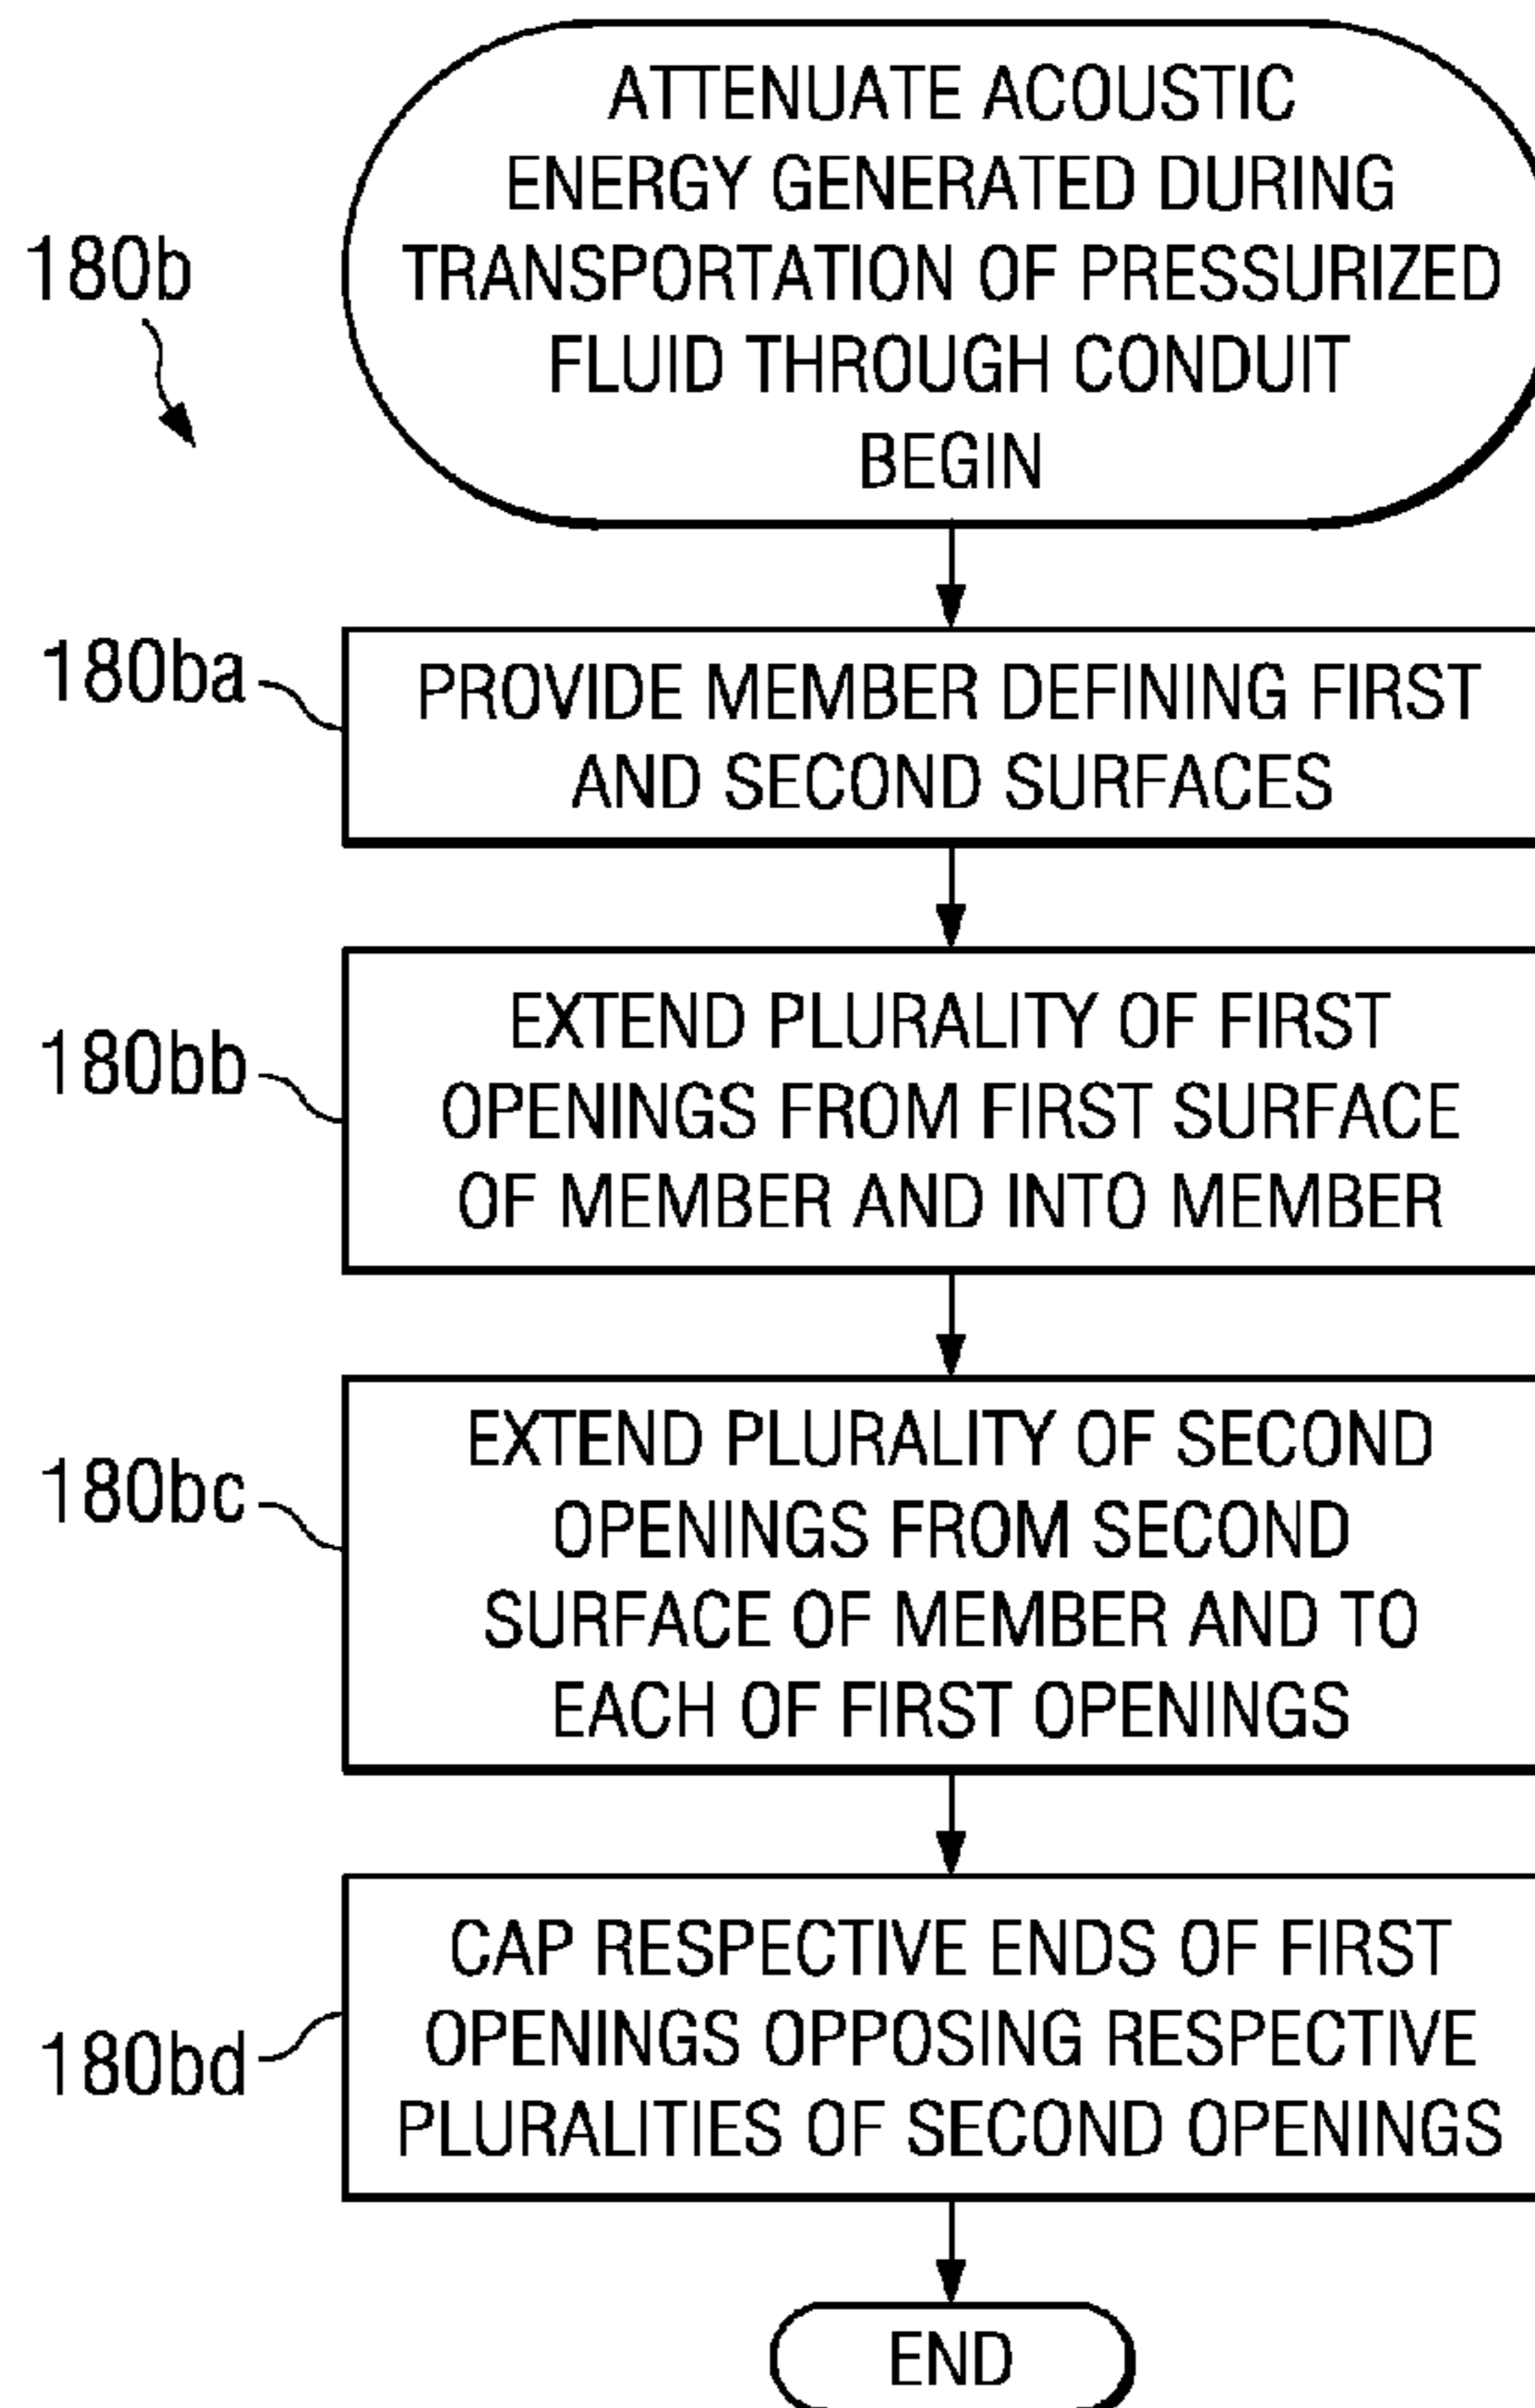 ATTENUATE ACOUSTIC
ENERGY GENERATED DURING
TRANSPORTATION OF PRESSURIZED
FLUID THROUGH CONDUIT
BEGIN
180b
180ba
PROVIDE MEMBER DEFINING FIRST
AND SECOND SURFACES
180bb
EXTEND PLURALITY OF FIRST
OPENINGS FROM FIRST SURFACE
OF MEMBER AND INTO MEMBER
180bc
EXTEND PLURALITY OF SECOND
OPENINGS FROM SECOND
SURFACE OF MEMBER AND TO
EACH OF FIRST OPENINGS
180bd
CAP RESPECTIVE ENDS OF FIRST
OPENINGS OPPOSING RESPECTIVE
PLURALITIES OF SECOND OPENINGS
END